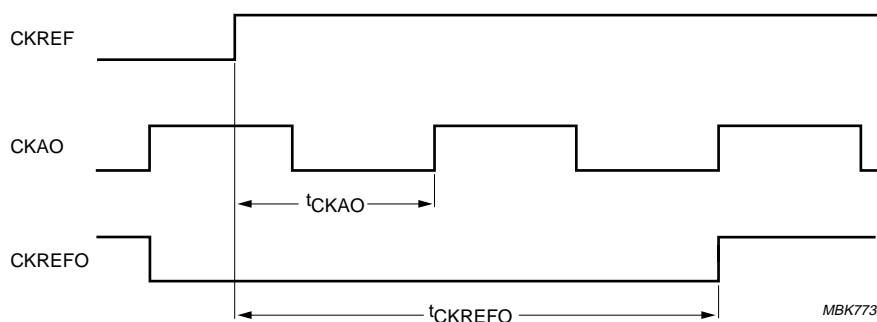 CKREF
CKAO
tCKAO
CKREFO
tCKREFO
MBK773